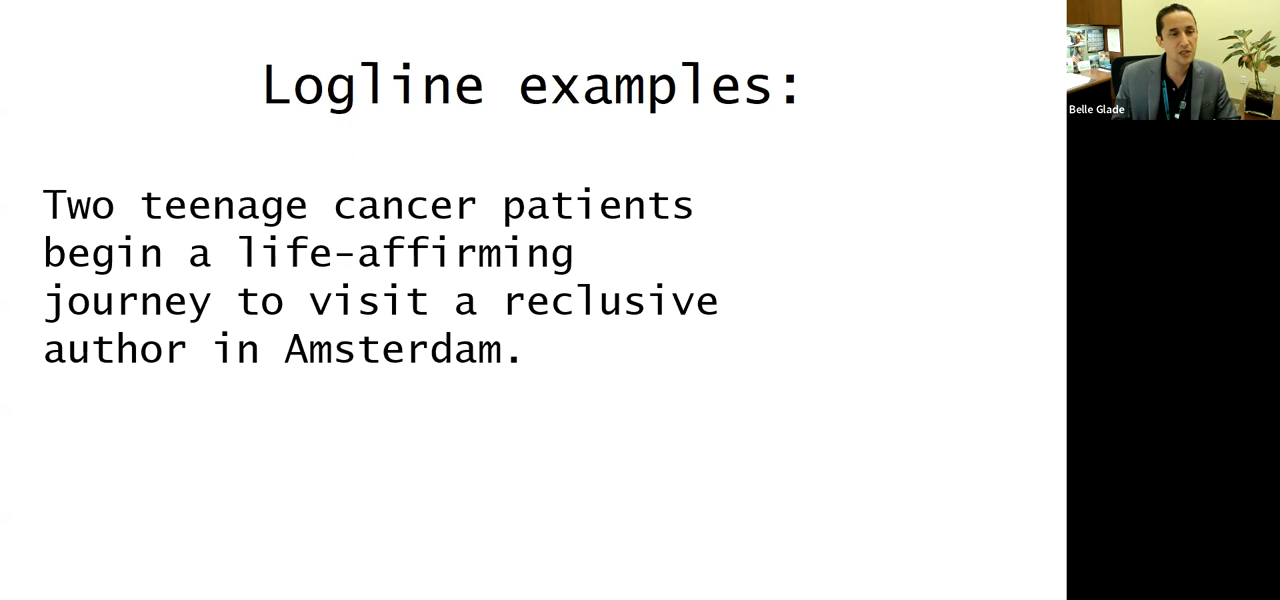 Logline examples:
Two teenage cancer patients
begin a life-affirming
journey to visit a reclusive
author in Amsterdam.
Belle Glade